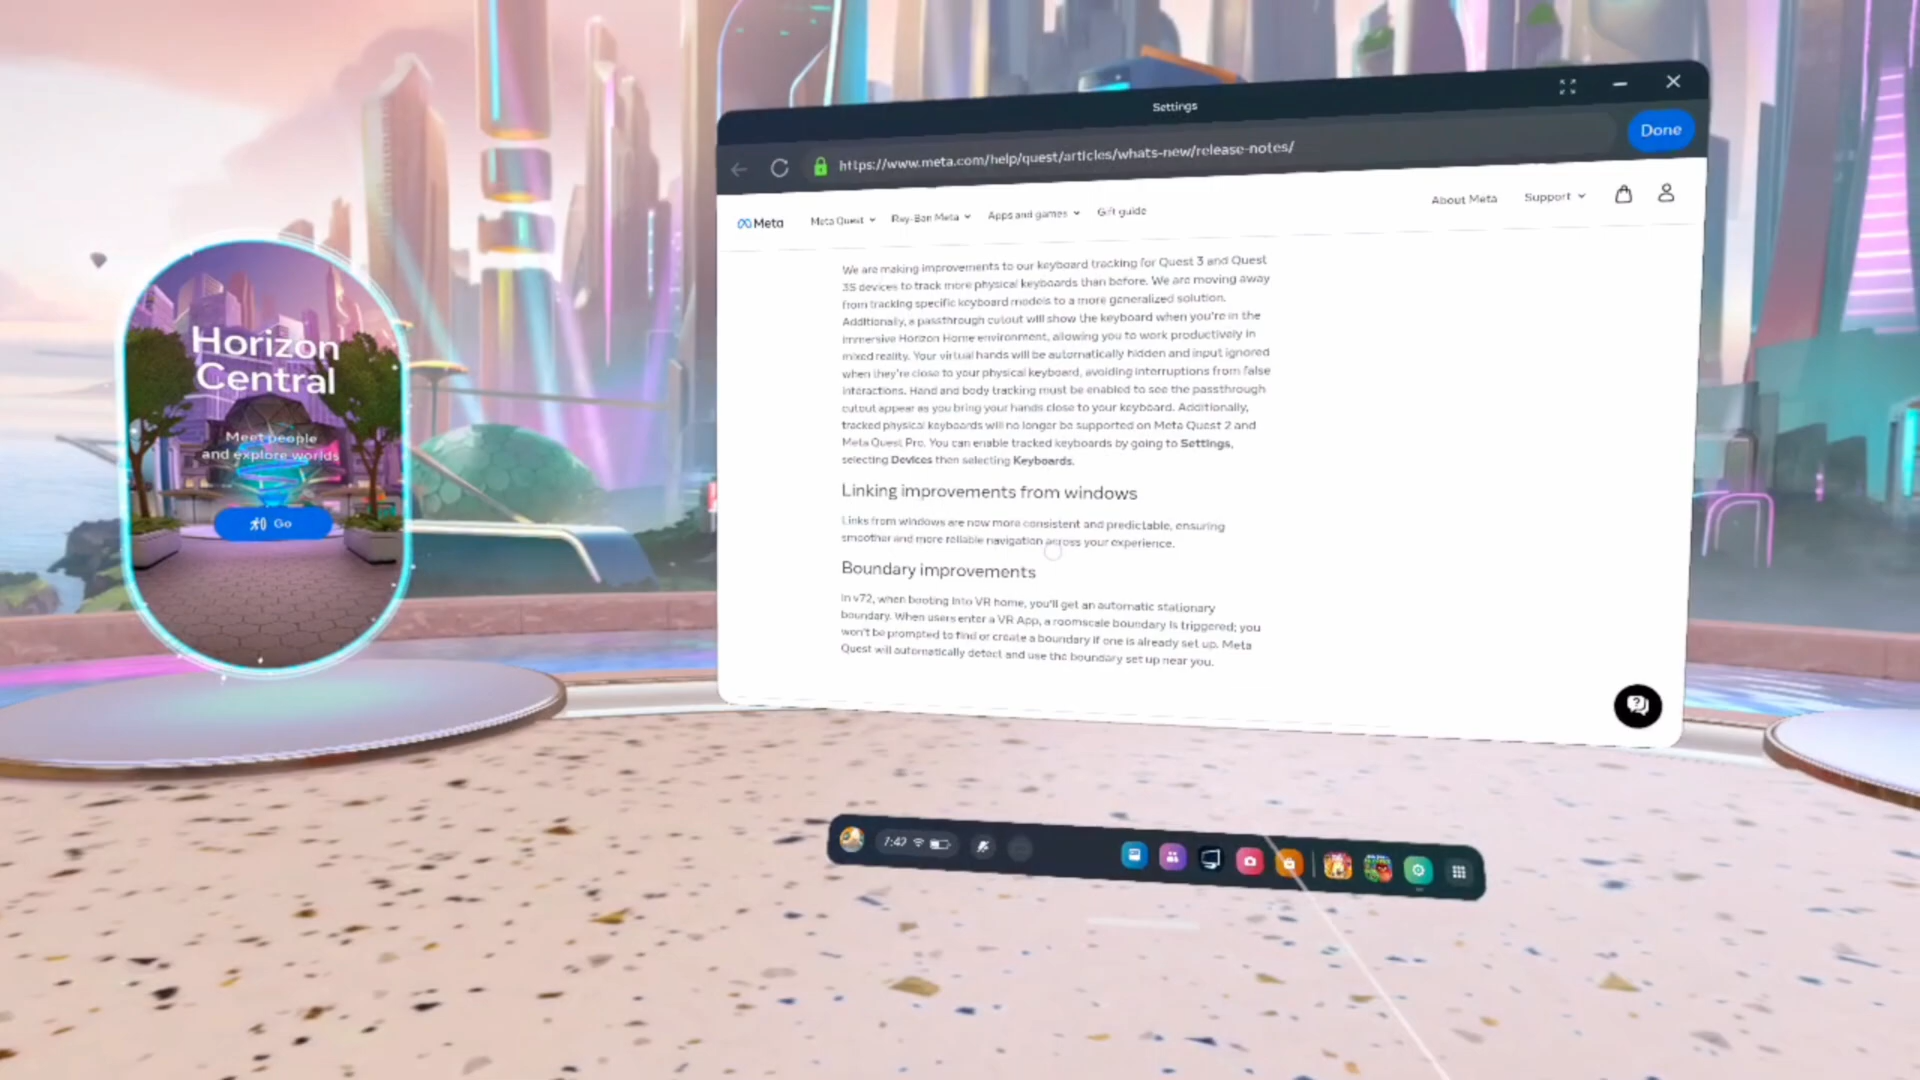 Settings
https://www.meta.com/help/quest/articles/whats-new/release-notes/
Done
Meta
Meta Quest
Ray-Ban Meta
Apps and games
Gift guide
About Meta
Support
We are making improvements to our keyboard tracking for Quest 3 and Quest
3S devices to track more physical keyboards than before. We are moving away
from tracking specific keyboard models to a more generalized solution.
Additionally, a passthrough cutout will show the keyboard when you're in the
immersive Horizon Home environment, allowing you to work productively in
mixed reality. Your virtual hands will be automatically hidden and input ignored
when they're close to your physical keyboard, avoiding interruptions from false
interactions. Hand and body tracking must be enabled to see the passthrough
cutout appear as you bring your hands close to your keyboard. Additionally,
tracked physical keyboards will no longer be supported on Meta Quest 2 and
Meta Quest Pro. You can enable tracked keyboards by going to Settings,
selecting Devices then selecting Keyboards.
Linking improvements from windows
Links from windows are now more consistent and predictable, ensuring
smoother and more reliable navigation across your experience.
Boundary improvements
In v72, when booting into VR home, you'll get an automatic stationary
boundary. When users enter a VR App, a roomscale boundary is triggered; you
won't be prompted to find or create a boundary if one is already set up. Meta
Quest will automatically detect and use the boundary set up near you.
Horizon
Central
Meet people
and explore worlds
Go
7:42